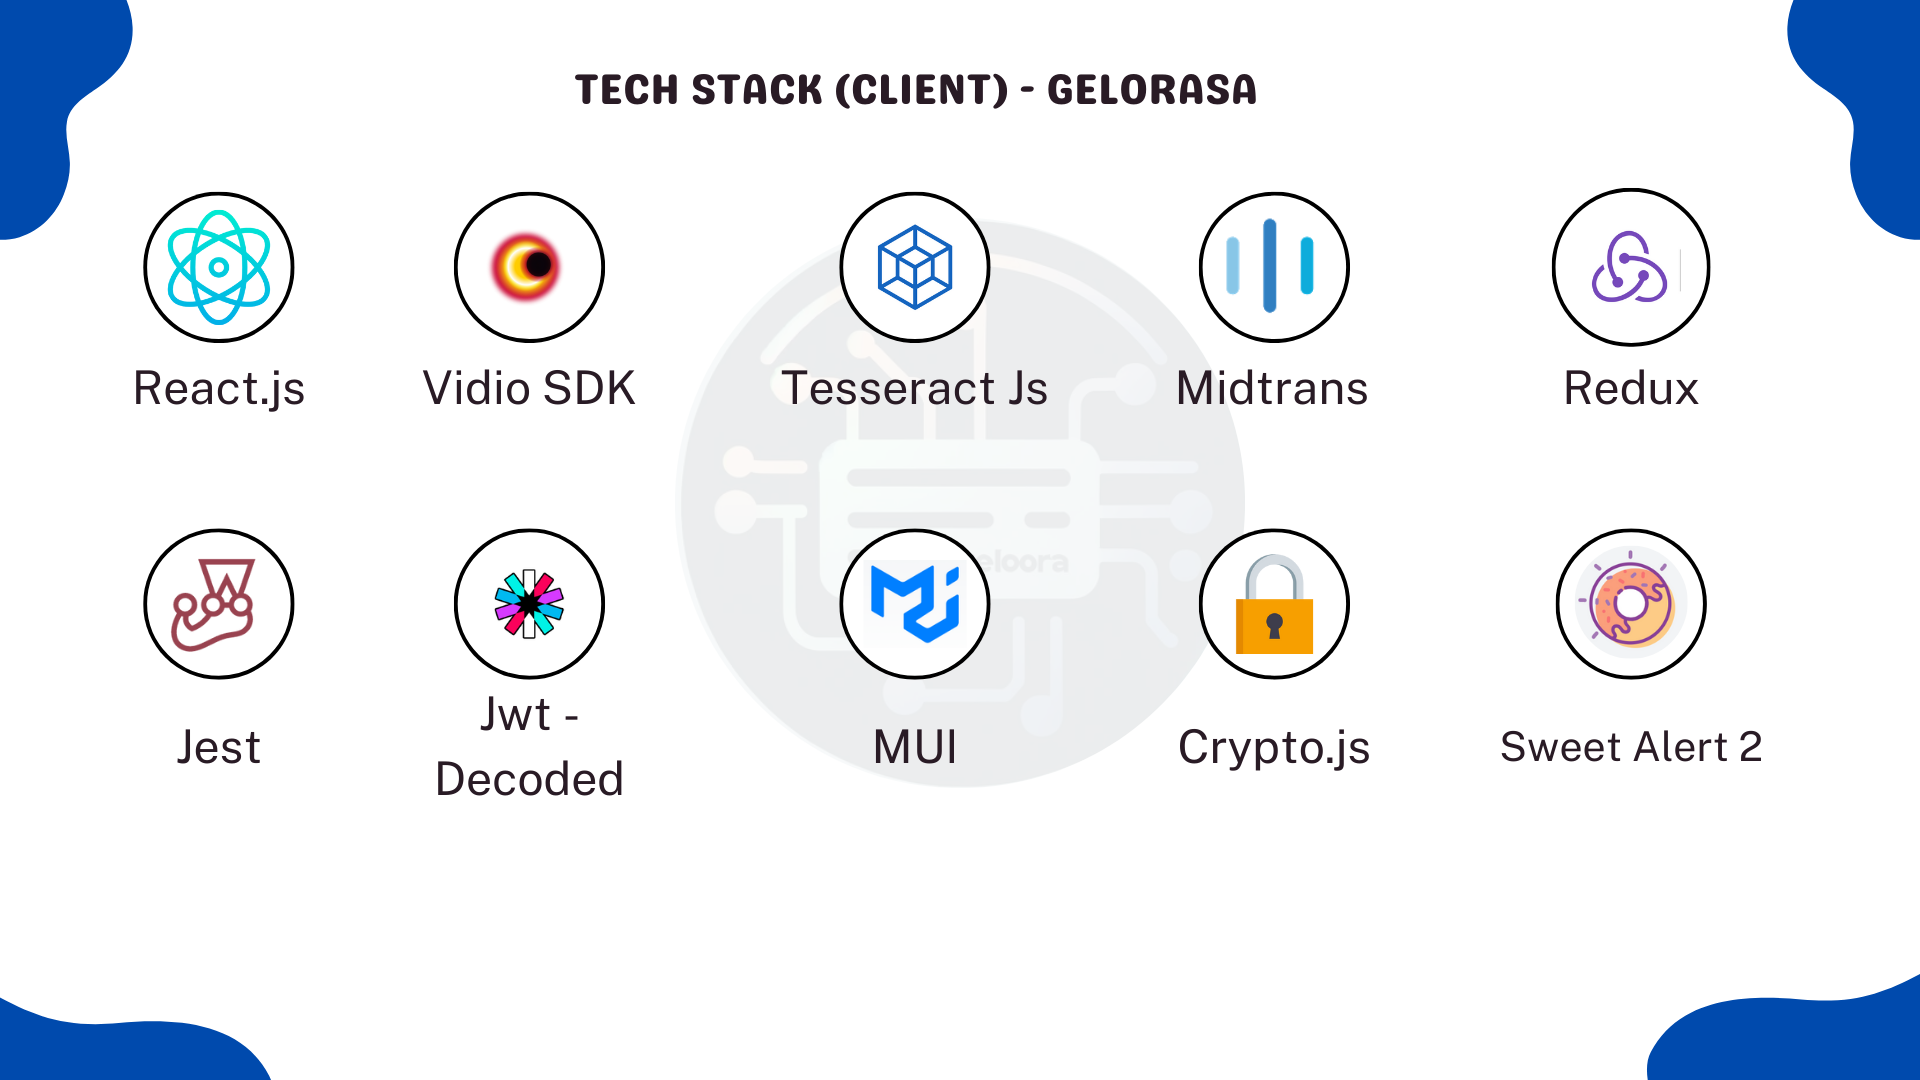 TECH STACK (CLIENT) - GELORASA
React.js
Vidio SDK
Tesseract Js
Midtrans
Redux
eloora
Jest
Jwt -
Decoded
MUI
Crypto.js
Sweet Alert 2